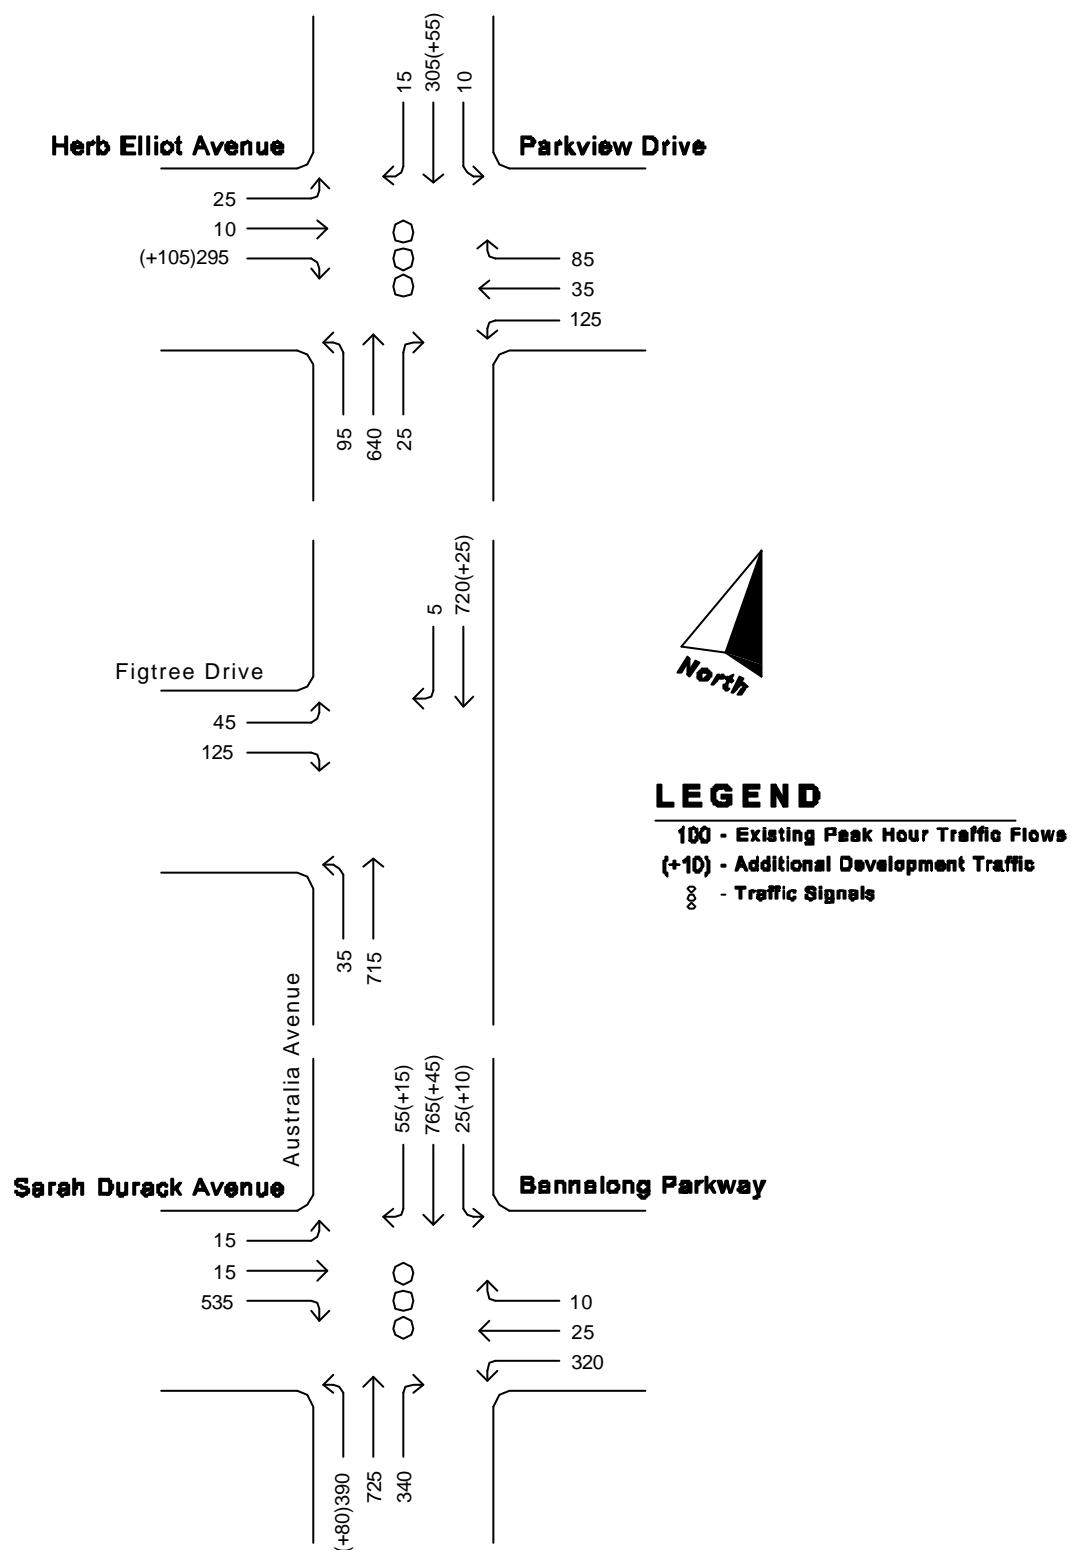 15
305(+55)
10
Herb Elliot Avenue
Parkview Drive
25
10
(+105)295
85
35
125
95
640
25
5
720(+25)
Figtree Drive
45
125
North
LEGEND
100 - Existing Peak Hour Traffic Flows
(+10) - Additional Development Traffic
- Traffic Signals
35
715
Australia Avenue
55(+15)
765(+45)
25(+10)
Sarah Durack Avenue
Bennelong Parkway
15
15
535
10
25
320
(+80)390
725
340